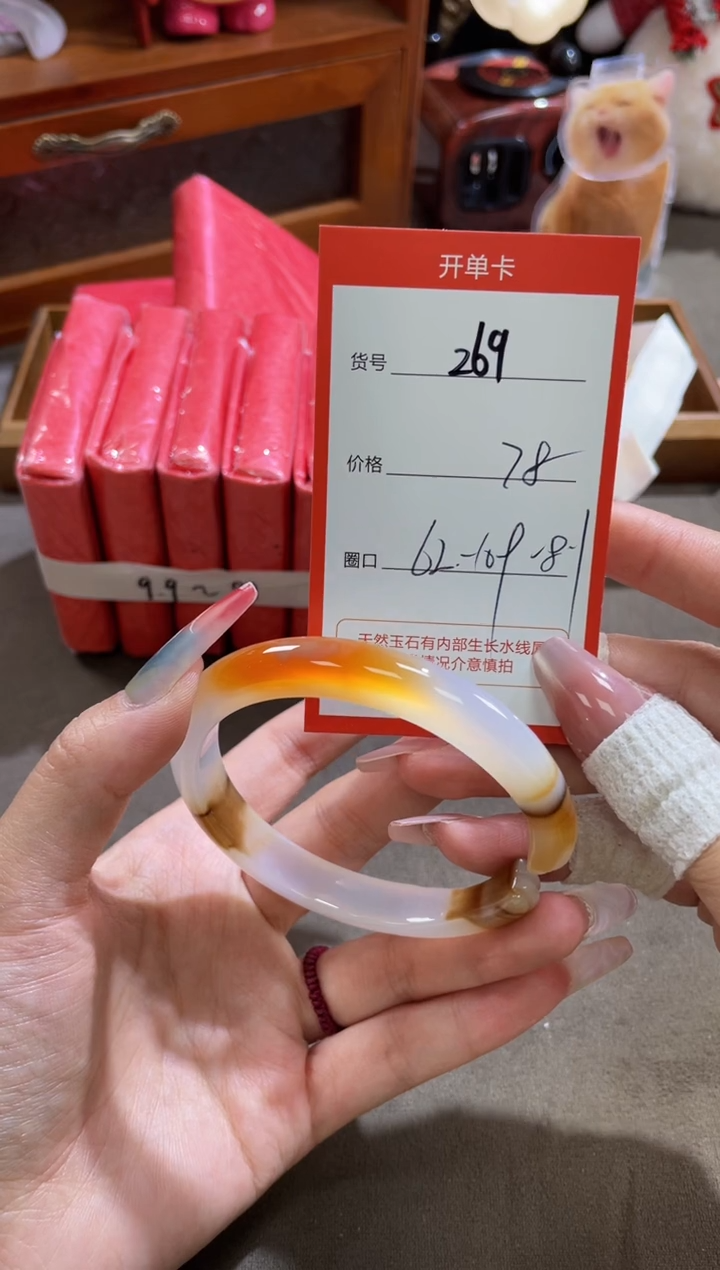 开单卡
货号 269
价格 78
圈口 62.-10
天然玉石有内部生长水线
情况介意慎拍
9.9~